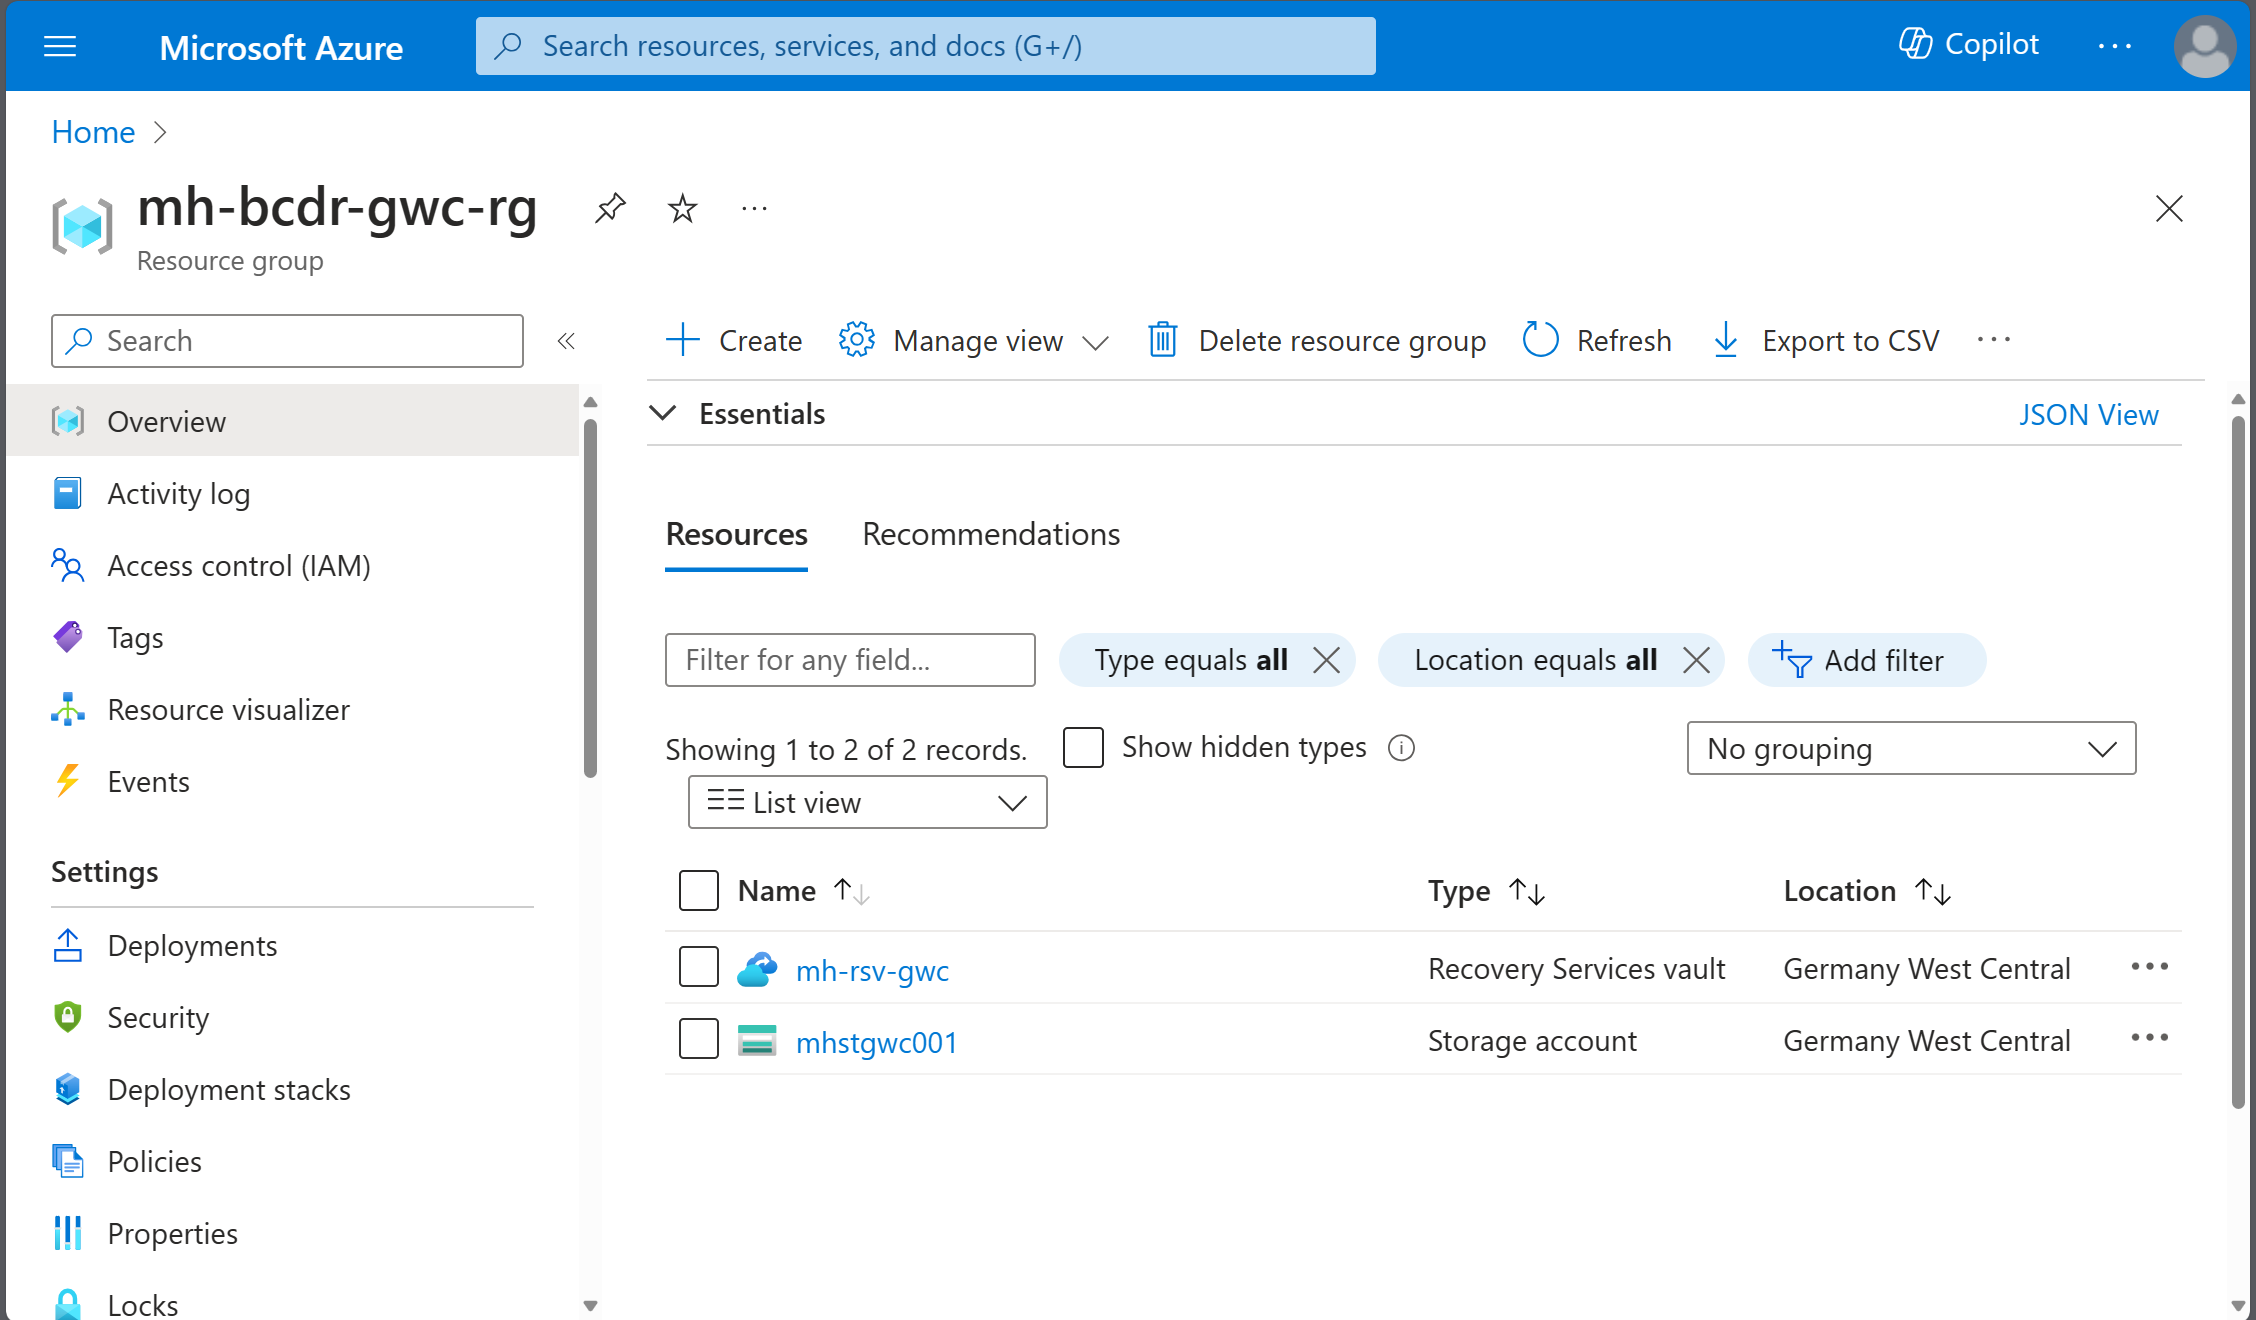 Microsoft Azure
Search resources, services, and docs (G+/)
Copilot
Home
mh-bcdr-gwc-rg
Resource group
Search
Create
Manage view
Delete resource group
Refresh
Export to CSV
Overview
Activity log
Access control (IAM)
Tags
Resource visualizer
Events
Settings
Deployments
Security
Deployment stacks
Policies
Properties
Locks
Essentials
JSON View
Resources
Recommendations
Filter for any field...
Type equals all
Location equals all
Add filter
Showing 1 to 2 of 2 records.
Show hidden types
No grouping
List view
Name
Type
Location
mh-rsv-gwc
Recovery Services vault
Germany West Central
mhstgwc001
Storage account
Germany West Central